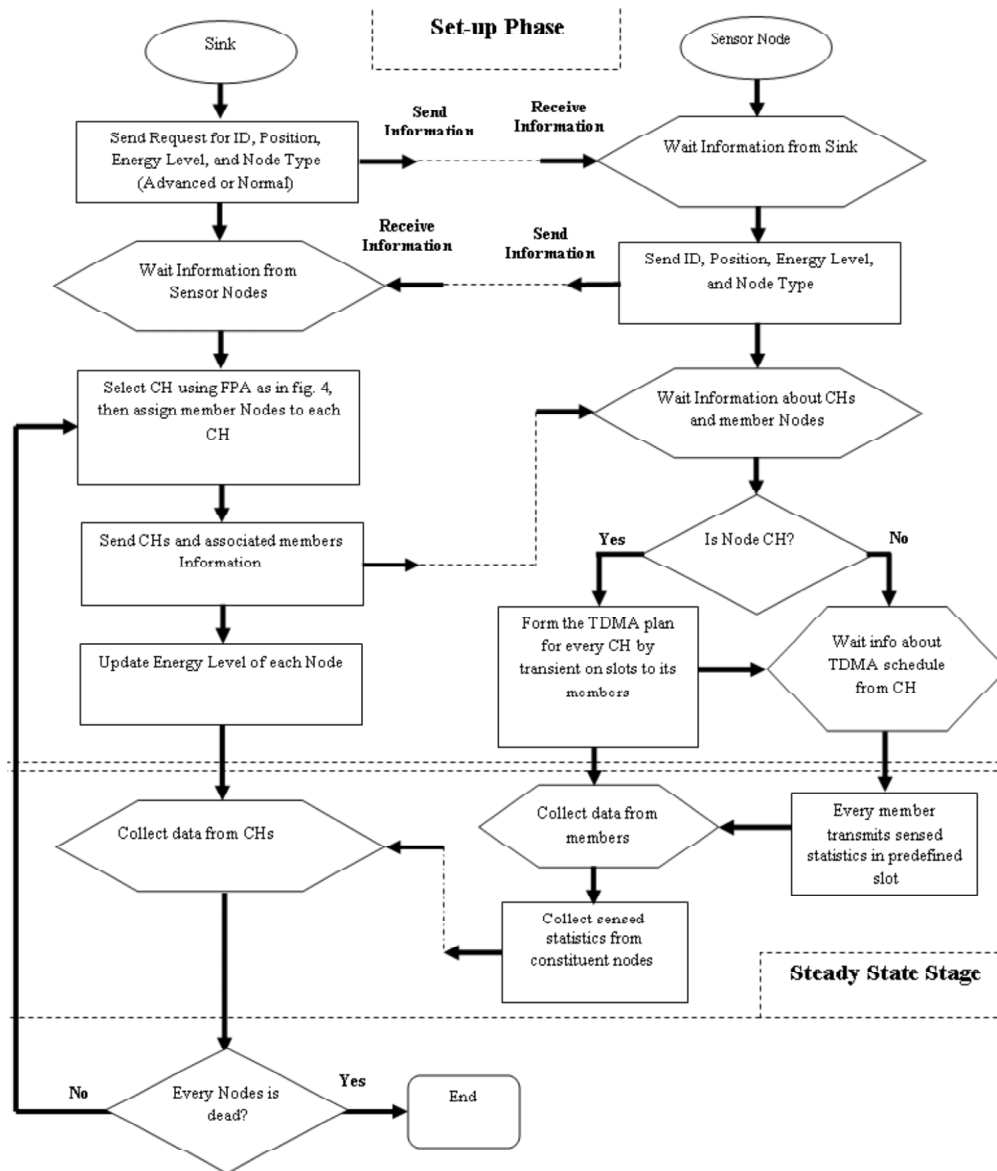 Set-up Phase
Sink
Sensor Node
Send
Information
Receive
Information
Send Request for ID, Position,
Energy Level, and Node Type
(Advanced or Normal)
Wait Information from Sink
Receive
Information
Send
Information
Wait Information from
Sensor Nodes
Send ID, Position, Energy Level,
and Node Type
Select CH using FPA as in fig. 4,
then assign member Nodes to each
CH
Wait Information about CHs
and member Nodes
Send CHs and associated members
Information
Is Node CH?
Yes
No
Form the TDMA plan
for every CH by
transient on slots to its
members
Wait info about
TDMA schedule
from CH
Update Energy Level of each Node
Collect data from CHs
Collect data from
members
Every member
transmits sensed
statistics in predefined
slot
Collect sensed
statistics from
constituent nodes
Steady State Stage
No
Every Nodes is
dead?
Yes
End